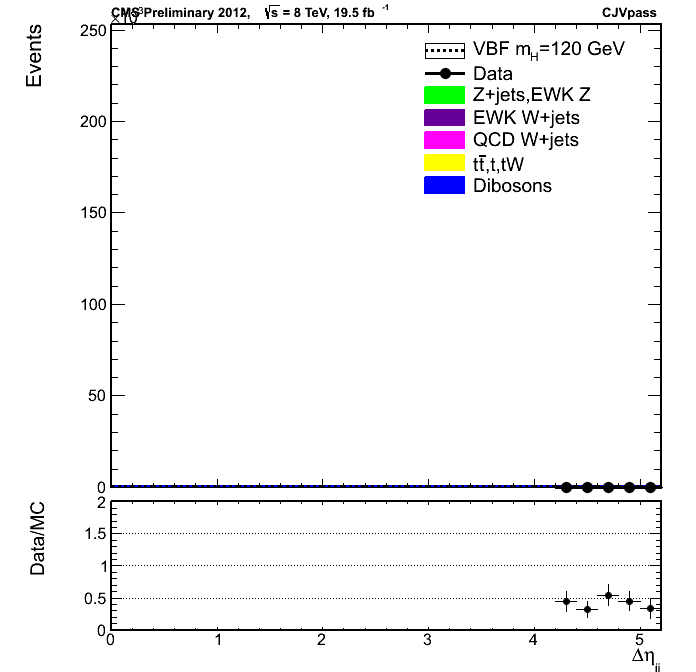 ×10³
CMS Preliminary 2012, √s = 8 TeV, 19.5 fb⁻¹ CJVpass
Events
250
200
150
100
50
0
VBF m_H=120 GeV
Data
Z+jets,EWK Z
EWK W+jets
QCD W+jets
tt̄,t,tW
Dibosons
Data/MC
2
1.5
1
0.5
0
0 1 2 3 4 5
Δη_jj